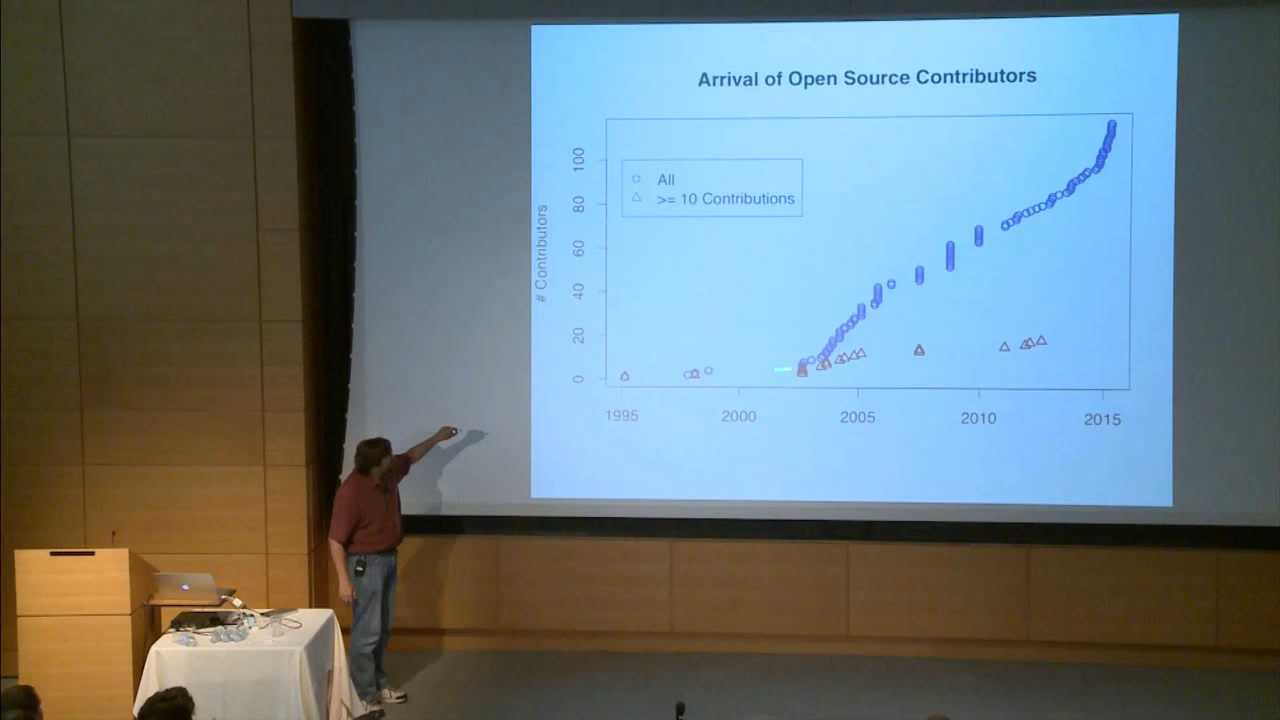 Arrival of Open Source Contributors
# Contributors
100
80
60
40
20
0
All
>= 10 Contributions
1995 2000 2005 2010 2015